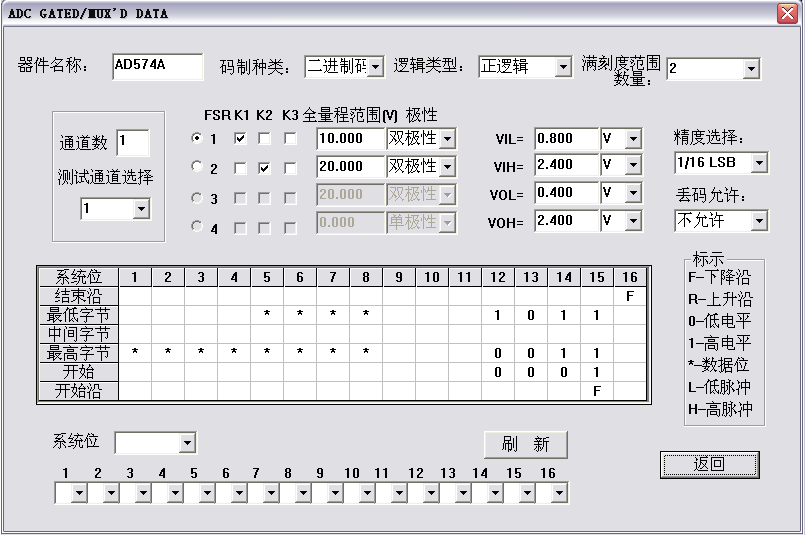 ADC GATED/MUX'D DATA
器件名称： AD574A 码制种类： 二进制码 逻辑类型： 正逻辑 满刻度范围数量： 2
FSR K1 K2 K3 全量程范围(V) 极性
通道数 1
测试通道选择
1
1 10.000 双极性
2 20.000 双极性
3 20.000 双极性
4 0.000 单极性
VIL= 0.800 V
VIH= 2.400 V
VOL= 0.400 V
VOH= 2.400 V
精度选择：
1/16 LSB
丢码允许：
不允许
系统位 1 2 3 4 5 6 7 8 9 10 11 12 13 14 15 16
结束沿 F
最低字节 * * * * 1 0 1 1
中间字节
最高字节 * * * * * * * * 0 0 1 1
开始 0 0 0 1
开始沿 F
标示
F—下降沿
R—上升沿
0—低电平
1—高电平
*—数据位
L—低脉冲
H—高脉冲
系统位 刷 新
返回
1 2 3 4 5 6 7 8 9 10 11 12 13 14 15 16